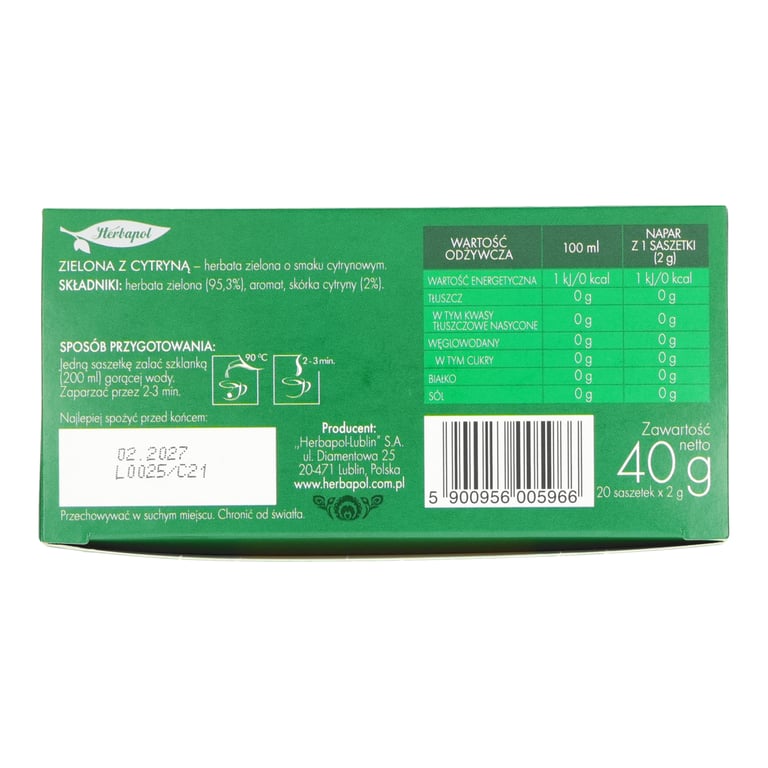 Herbapol
ZIELONA Z CYTRYNĄ – herbata zielona o smaku cytrynowym.
SKŁADNIKI: herbata zielona (95,3%), aromat, skórka cytryny (2%).
SPOSÓB PRZYGOTOWANIA:
Jedną saszetkę zalać szklanką
(200 ml) gorącej wody.
Zaparzać przez 2-3 min.
90 °C
2-3 min.
Najlepiej spożyć przed końcem:
02.2027
L0025/C21
Przechowywać w suchym miejscu. Chronić od światła.
Producent:
„Herbapol-Lublin” S.A.
ul. Diamentowa 25
20-471 Lublin, Polska
www.herbapol.com.pl
WARTOŚĆ ODŻYWCZA 100 ml NAPAR Z 1 SASZETKI (2 g)
WARTOŚĆ ENERGETYCZNA 1 kJ/0 kcal 1 kJ/0 kcal
TŁUSZCZ 0 g 0 g
W TYM KWASY TŁUSZCZOWE NASYCONE 0 g 0 g
WĘGLOWODANY 0 g 0 g
W TYM CUKRY 0 g 0 g
BIAŁKO 0 g 0 g
SÓL 0 g 0 g
5 900956 005966
Zawartość
netto
40 g
20 saszetek x 2 g